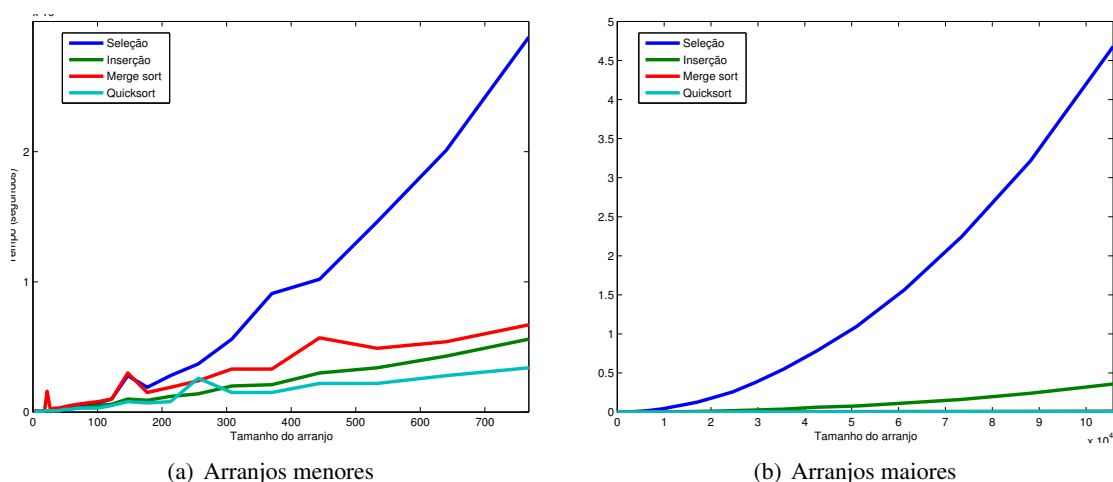 Seleção
Inserção
Merge sort
Quicksort
2
1
0
0 100 200 300 400 500 600 700
Tamanho do arranjo
(a) Arranjos menores
5
4.5
4
3.5
3
2.5
2
1.5
1
0.5
0
Seleção
Inserção
Merge sort
Quicksort
0 1 2 3 4 5 6 7 8 9 10
Tamanho do arranjo
x 10⁴
(b) Arranjos maiores